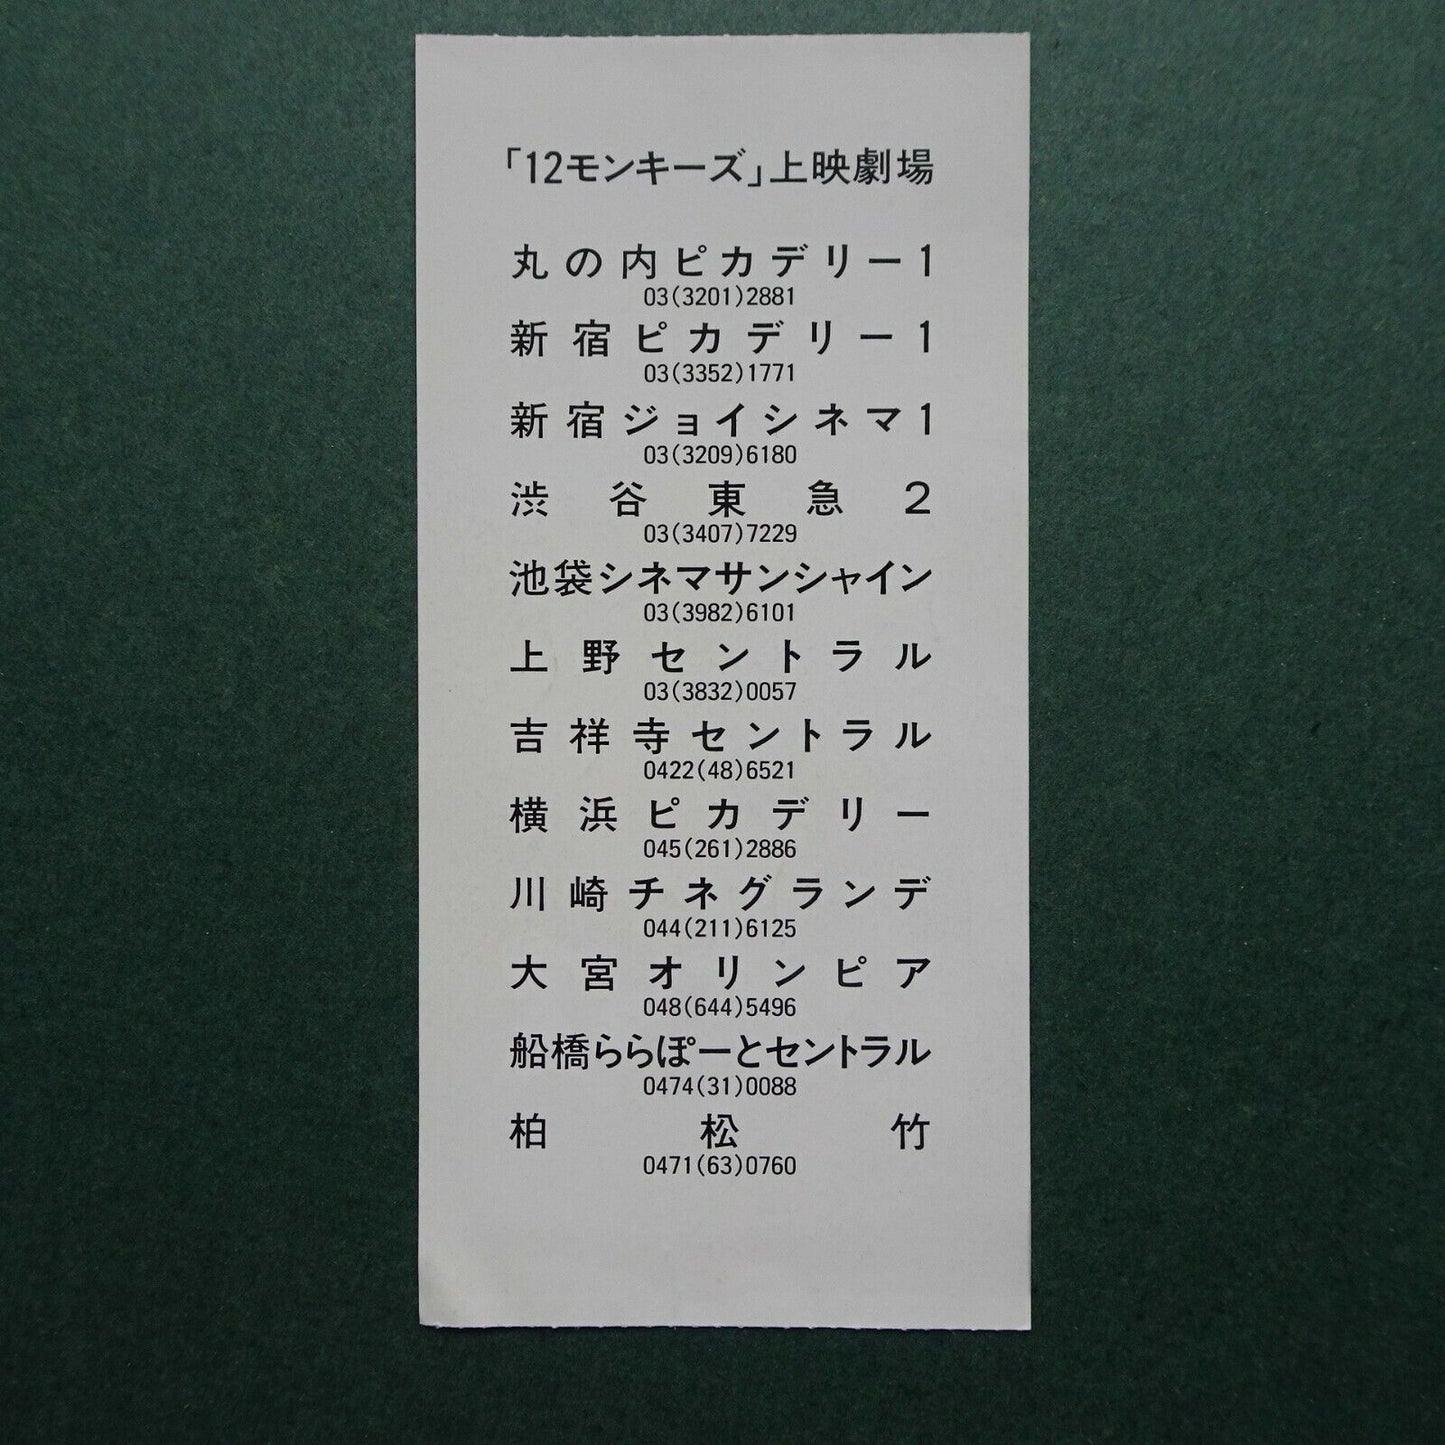 「12モンキーズ」上映劇場
丸の内ピカデリー1
03(3201)2881
新宿ピカデリー1
03(3352)1771
新宿ジョイシネマ1
03(3209)6180
渋谷東急2
03(3407)7229
池袋シネマサンシャイン
03(3982)6101
上野セントラル
03(3832)0057
吉祥寺セントラル
0422(48)6521
横浜ピカデリー
045(261)2886
川崎チネグランデ
044(211)6125
大宮オリンピア
048(644)5496
船橋ららぽーとセントラル
0474(31)0088
柏松竹
0471(63)0760